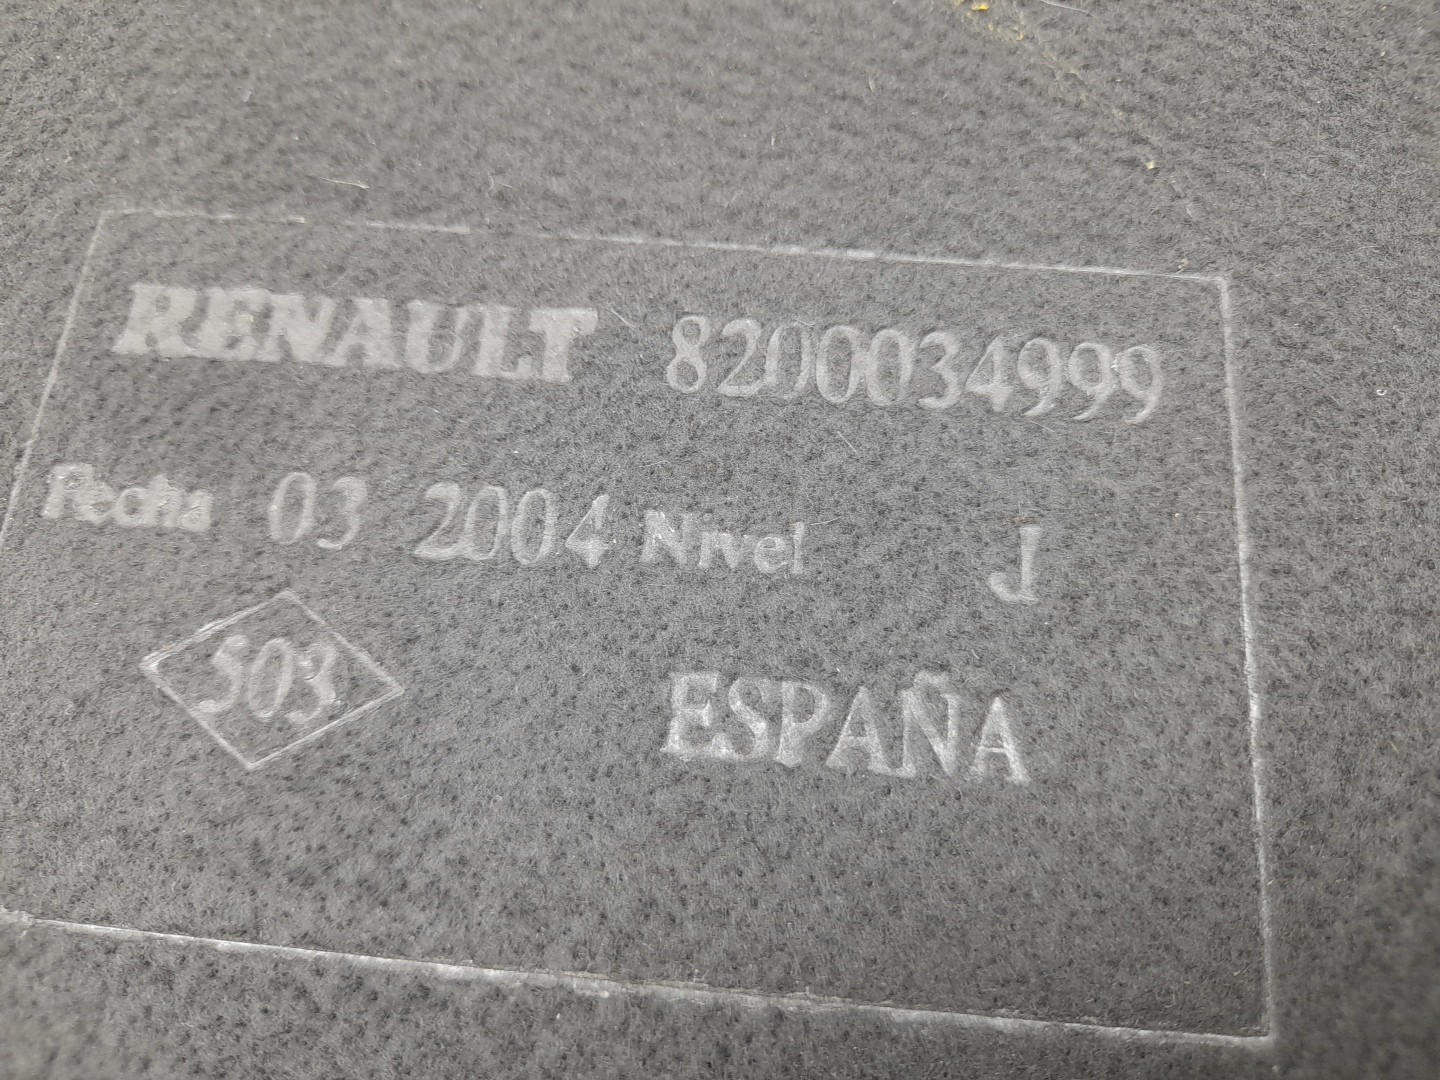 RENAULT 8200034999
Fecha 03 2004 Nivel J
503
ESPAÑA